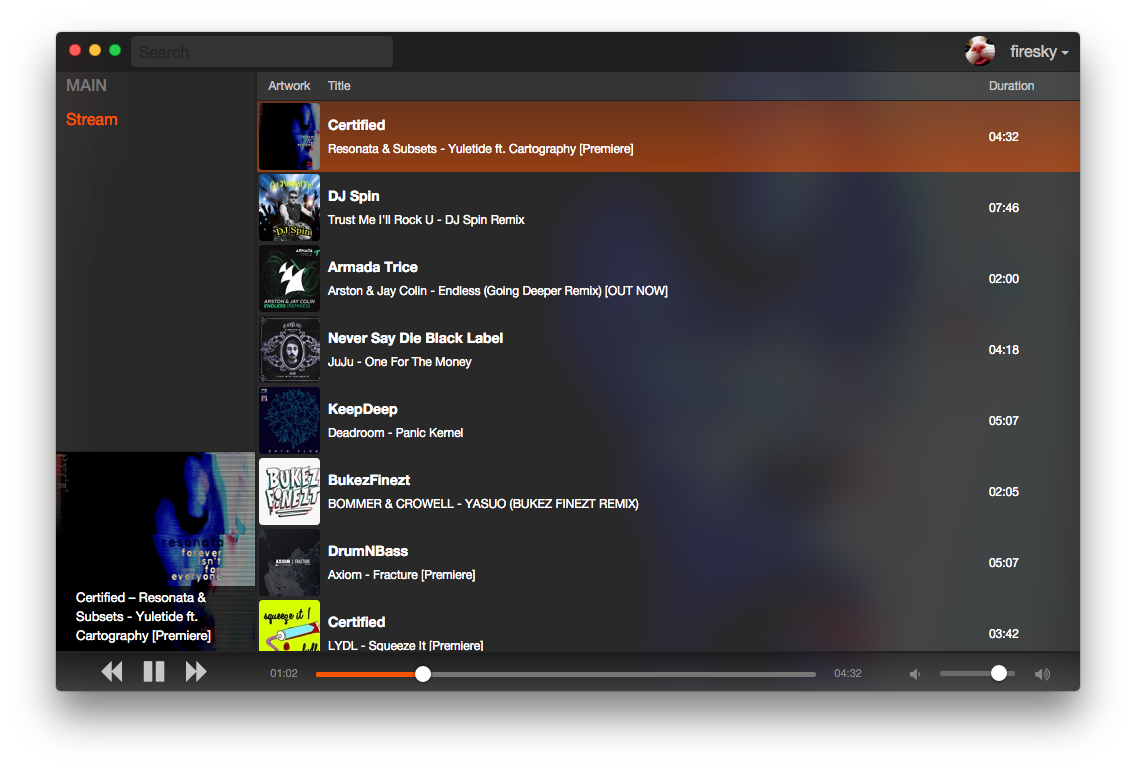 Search
firesky
MAIN
Stream
Artwork Title Duration
Certified
Resonata & Subsets - Yuletide ft. Cartography [Premiere]
04:32
DJ Spin
Trust Me I'll Rock U - DJ Spin Remix
07:46
DJ Spin
Armada Trice
Arston & Jay Colin - Endless (Going Deeper Remix) [OUT NOW]
02:00
ARMADA
TRICE
ARSTON & JAY COLIN
ENDLESS (REMIXES)
Never Say Die Black Label
JuJu - One For The Money
04:18
KeepDeep
Deadroom - Panic Kernel
05:07
DATA FLOW
BukezFinezt
BOMMER & CROWELL - YASUO (BUKEZ FINEZT REMIX)
02:05
BUKEZ
FINEZT
DrumNBass
Axiom - Fracture [Premiere]
05:07
AXIOM | FRACTURE
Certified
LYDL - Squeeze It [Premiere]
03:42
squeeze it !
lydl
resonata
forever
isn't
for
everyone
Certified – Resonata &
Subsets - Yuletide ft.
Cartography [Premiere]
01:02
04:32